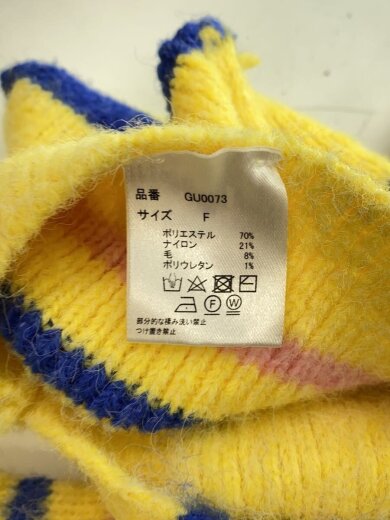 品番 GU0073
サイズ F
ポリエステル 70%
ナイロン 21%
毛 8%
ポリウレタン 1%
F W
部分的な揉み洗い禁止
つけ置き禁止